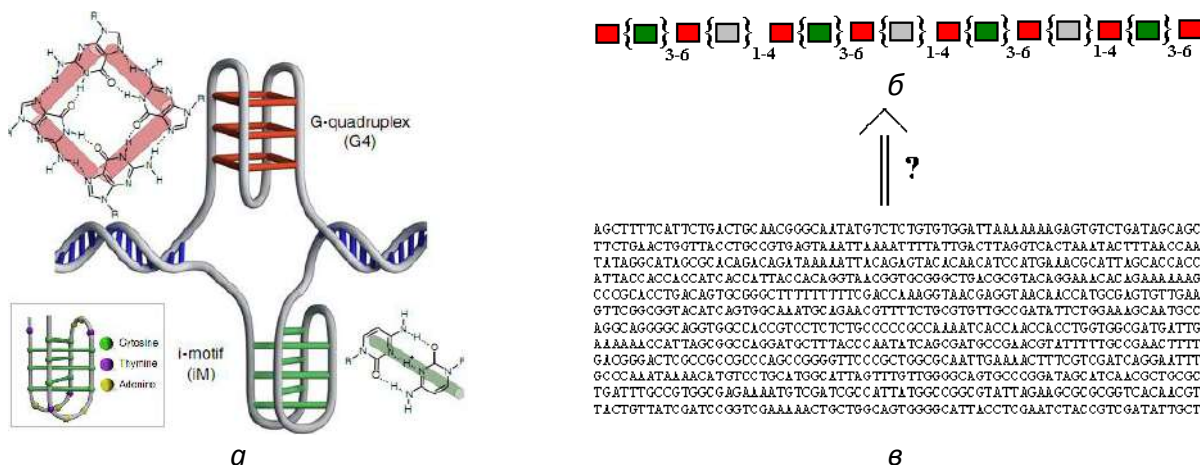 { } 3-6 { } 1-4 { } 3-6 { } 1-4 { } 3-6 { } 1-4 { } 3-6
б
?
AGCTTTTCATTCTGACTGCAACGGGCAATATGTCTCTGTGTGGATTAAAAAAAGAGTGTCTGATAGCAGC
TTCTGAACTGGTTACCTGCCGTGAGTAAATTAAAATTTTATTGACTTAGGTCACTAAATACTTTAACCAA
TATAGGCATAGCGCACAGACAGATAAAAATTACAGAGTACACAACATCCATGAAACGCATTAGCACCACC
ATTACCACCACCATCACCATTACCACAGGTAACGGTGCGGGCTGACGCGTACAGGAAACACAGAAAAAAG
CCCGCACCTGACAGTGCGGGCTTTTTTTTTCGACCAAAGGTAACGAGGTAACAACCATGCGAGTGTTGAA
GTTCGGCGGTACATCAGTGGCAAATGCAGAACGTTTTCTGCGTGTTGCCGATATTCTGGAAAGCAATGCC
AGGCAGGGGCAGGTGGCCACCGTCCTCTCTGCCCCCGCCAAAATCACCAACCACCTGGTGGCGATGATTG
AAAAAACCATTAGCGGCCAGGATGCTTTACCCAATATCAGCGATGCCGAACGTATTTTTGCCGAACTTTT
GACGGGACTCGCCGCCGCCCAGCCGGGGTTCCCGCTGGCGCAATTGAAAACTTTCGTCGATCAGGAATTT
GCCCAAATAAAACATGTCCTGCATGGCATTAGTTTGTTGGGGCAGTGCCCGGATAGCATCAACGCTGCGC
TGATTTGCCGTGGCGAGAAAATGTCGATCGCCATTATGGCCGGCGTATTAGAAGCGCGCGGTCACAACGT
TACTGTTATCGATCCGGTCGAAAAACTGCTGGCAGTGGGGCATTACCTCGAATCTACCGTCGATATTGCT
в
G-quadruplex
(G4)
i-motif
(iM)
Cytosine
Thymine
Adenine
а